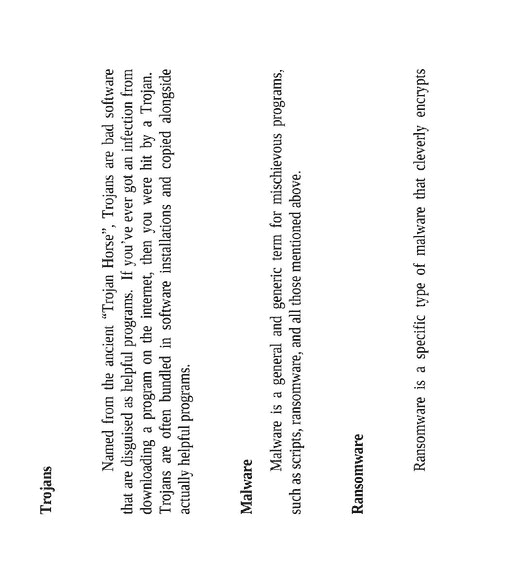 Trojans
Named from the ancient “Trojan Horse”, Trojans are bad software
that are disguised as helpful programs. If you’ve ever got an infection from
downloading a program on the internet, then you were hit by a Trojan.
Trojans are often bundled in software installations and copied alongside
actually helpful programs.
Malware
Malware is a general and generic term for mischievous programs,
such as scripts, ransomware, and all those mentioned above.
Ransomware
Ransomware is a specific type of malware that cleverly encrypts